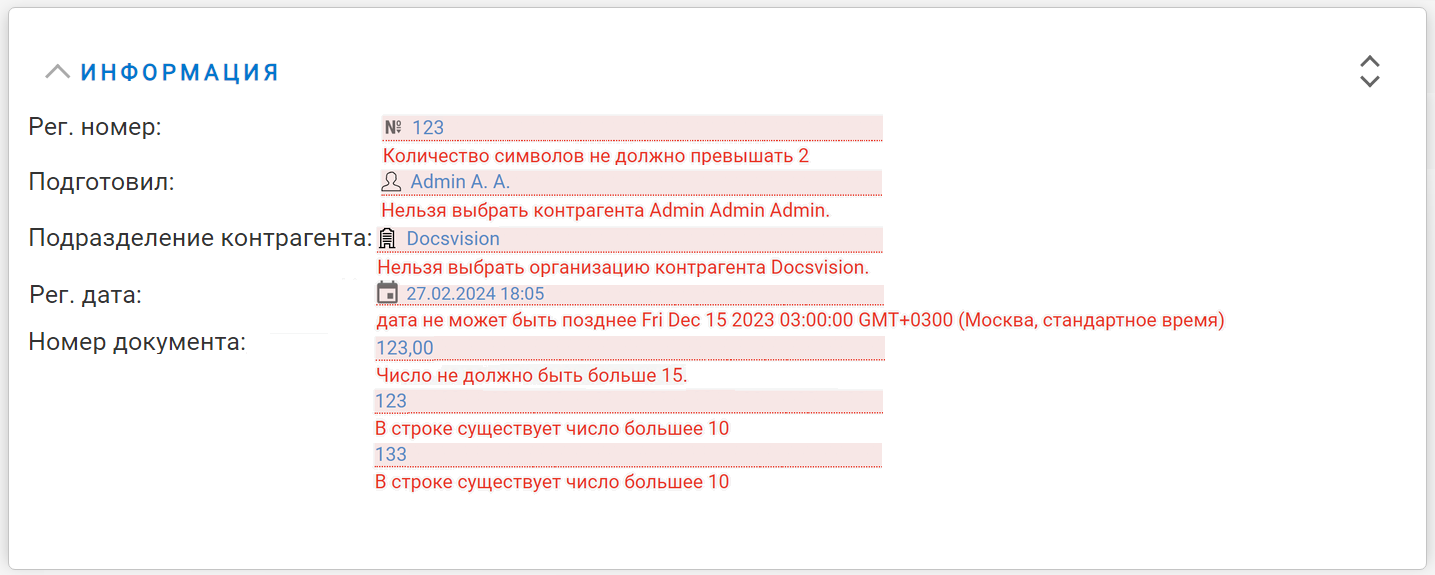 ИНФОРМАЦИЯ
Рег. номер: № 123
Количество символов не должно превышать 2
Подготовил: Admin A. A.
Нельзя выбрать контрагента Admin Admin Admin.
Подразделение контрагента: Docsvision
Нельзя выбрать организацию контрагента Docsvision.
Рег. дата: 27.02.2024 18:05
дата не может быть позднее Fri Dec 15 2023 03:00:00 GMT+0300 (Москва, стандартное время)
Номер документа: 123,00
Число не должно быть больше 15.
123
В строке существует число большее 10
133
В строке существует число большее 10